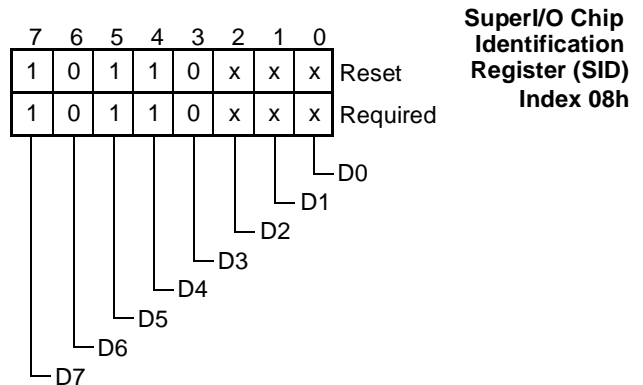 SuperI/O Chip
Identification
Register (SID)
Index 08h
7 6 5 4 3 2 1 0
1 0 1 1 0 x x x Reset
1 0 1 1 0 x x x Required
D0
D1
D2
D3
D4
D5
D6
D7